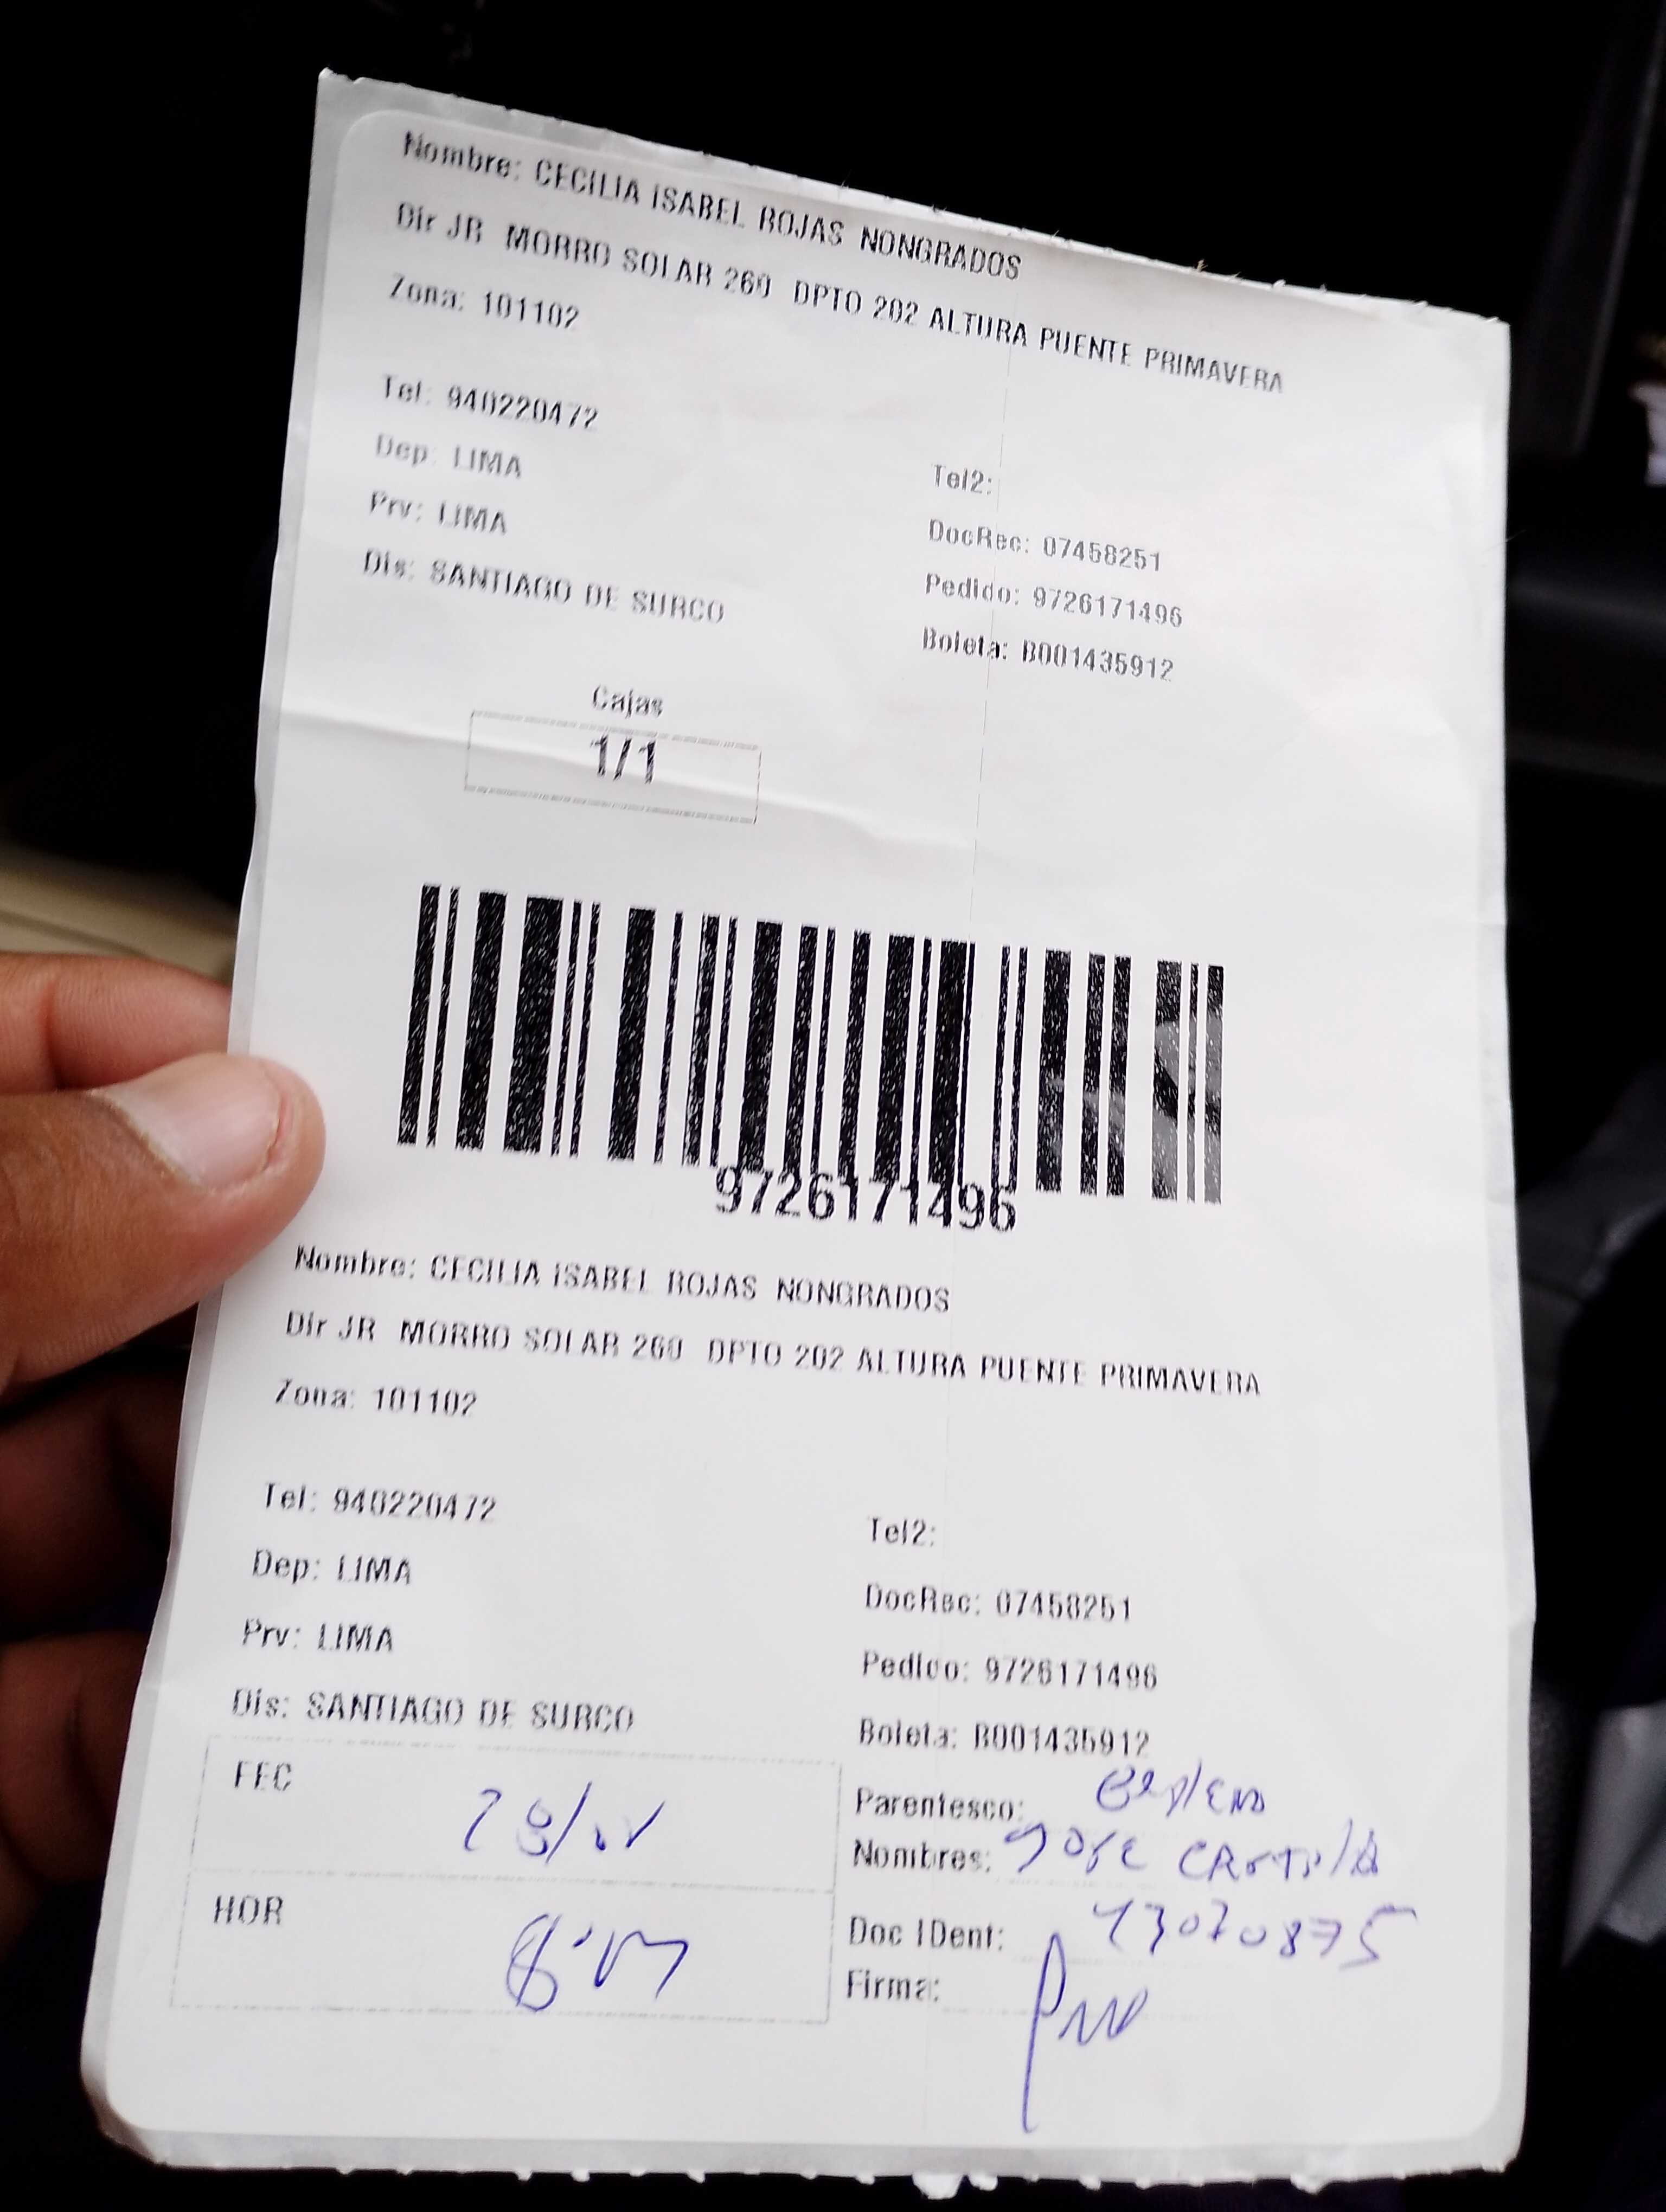 Nombre: CECILIA ISABEL ROJAS NONGRADOS
Dir JR MORRO SOLAR 260 DPTO 202 ALTURA PUENTE PRIMAVERA
Zona: 101102
Tel: 940220472
Tel2:
Dep: LIMA
DocRec: 07458251
Prv: LIMA
Pedido: 9726171496
Dis: SANTIAGO DE SURCO
Boleta: B001435912
Cajas
1/1
9726171496
Nombre: CECILIA ISABEL ROJAS NONGRADOS
Dir JR MORRO SOLAR 260 DPTO 202 ALTURA PUENTE PRIMAVERA
Zona: 101102
Tel: 940220472
Tel2:
Dep: LIMA
DocRec: 07458251
Prv: LIMA
Pedido: 9726171496
Dis: SANTIAGO DE SURCO
Boleta: B001435912
FEC
Parentesco:
Nombres: Jose
HOR
Doc IDent: 43070875
Firma: